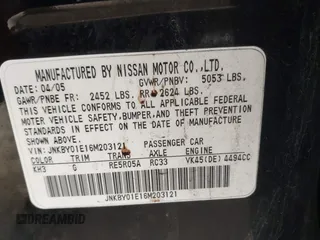 MANUFACTURED BY NISSAN MOTOR CO.,LTD.
DATE: 04/05 GVWR/PNBV: 5053 LBS.
GAWR/PNBE FR: 2452 LBS. RR: 2624 LBS.
THIS VEHICLE CONFORMS TO ALL APPLICABLE FEDERAL
MOTOR VEHICLE SAFETY,BUMPER,AND THEFT PREVENTION
STANDARDS IN EFFECT ON THE DATE OF MANUFACTURE
SHOWN ABOVE.
VIN: JNKBY01E16M203121 PASSENGER CAR
COLOR TRIM TRANS AXLE ENGINE
KH3 G RE5R05A RC33 VK45(DE) 4494CC
JNKBY01E16M203121
DREAMBID